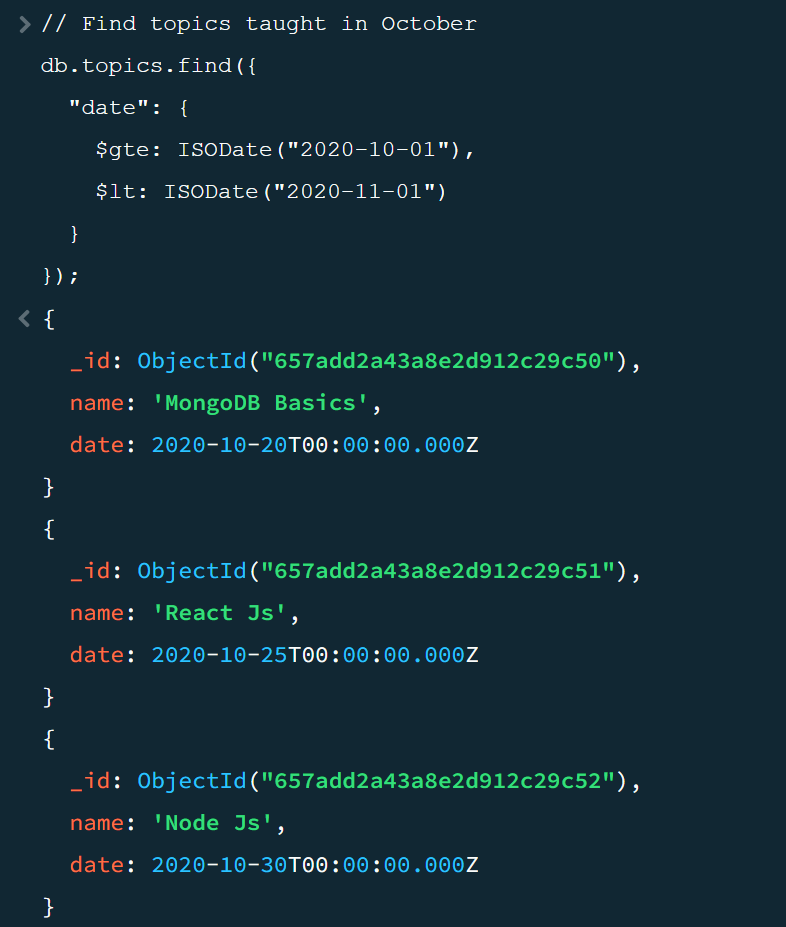 > // Find topics taught in October
db.topics.find({
"date": {
$gte: ISODate("2020-10-01"),
$lt: ISODate("2020-11-01")
}
});
< {
_id: ObjectId("657add2a43a8e2d912c29c50"),
name: 'MongoDB Basics',
date: 2020-10-20T00:00:00.000Z
}
{
_id: ObjectId("657add2a43a8e2d912c29c51"),
name: 'React Js',
date: 2020-10-25T00:00:00.000Z
}
{
_id: ObjectId("657add2a43a8e2d912c29c52"),
name: 'Node Js',
date: 2020-10-30T00:00:00.000Z
}